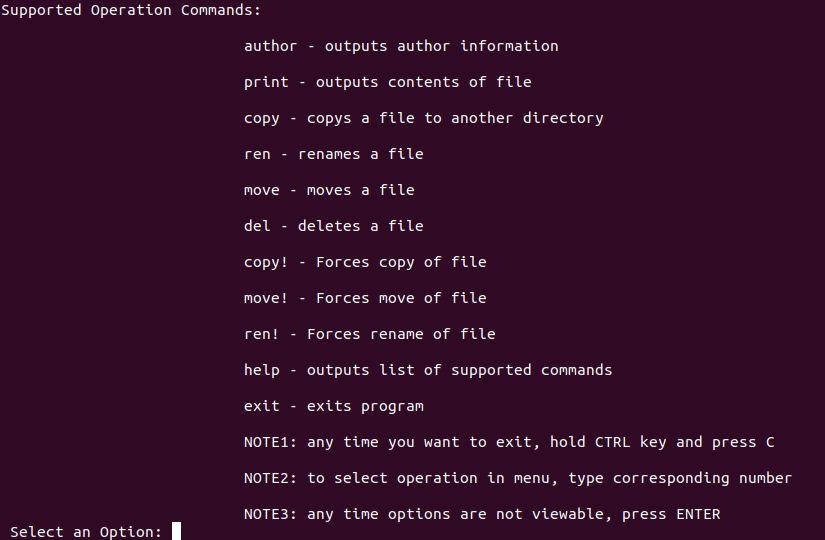 Supported Operation Commands:
author - outputs author information
print - outputs contents of file
copy - copys a file to another directory
ren - renames a file
move - moves a file
del - deletes a file
copy! - Forces copy of file
move! - Forces move of file
ren! - Forces rename of file
help - outputs list of supported commands
exit - exits program
NOTE1: any time you want to exit, hold CTRL key and press C
NOTE2: to select operation in menu, type corresponding number
NOTE3: any time options are not viewable, press ENTER
Select an Option: